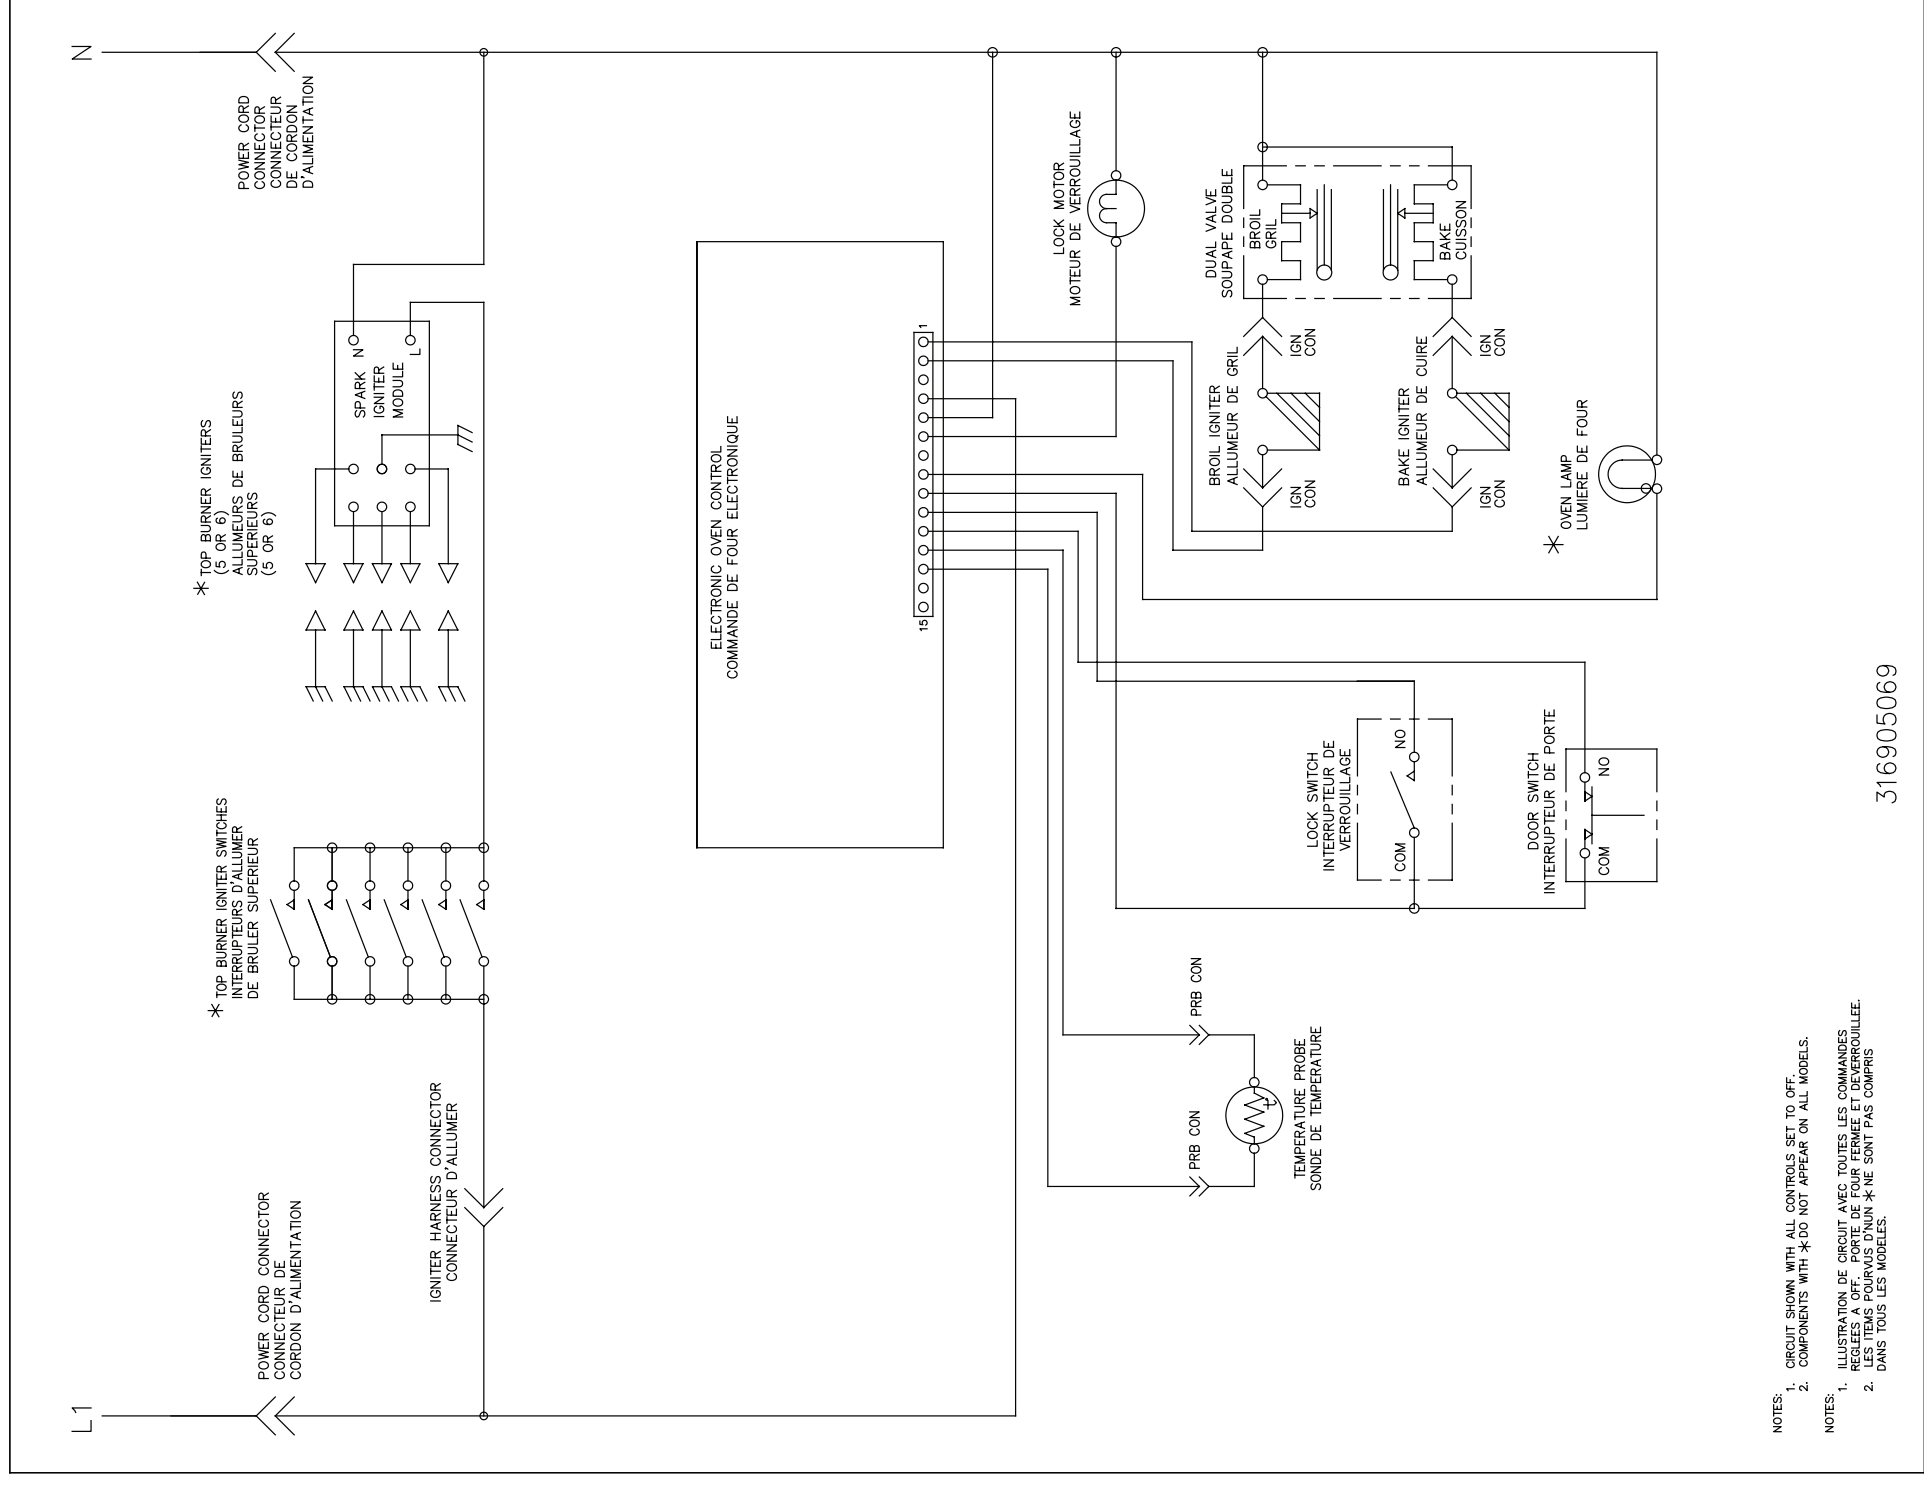 L1
N
POWER CORD CONNECTOR
CONNECTEUR DE
CORDON D'ALIMENTATION
POWER CORD
CONNECTOR
CONNECTEUR
DE CORDON
D'ALIMENTATION
IGNITER HARNESS CONNECTOR
CONNECTEUR D'ALLUMER
* TOP BURNER IGNITER SWITCHES
INTERRUPTEURS D'ALLUMER
DE BRULER SUPERIEUR
* TOP BURNER IGNITERS
(5 OR 6)
ALLUMEURS DE BRULEURS
SUPERIEURS
(5 OR 6)
SPARK
IGNITER
MODULE
N
L
ELECTRONIC OVEN CONTROL
COMMANDE DE FOUR ELECTRONIQUE
15
1
LOCK MOTOR
MOTEUR DE VERROUILLAGE
DUAL VALVE
SOUPAPE DOUBLE
BROIL
GRIL
BAKE
CUISSON
BROIL IGNITER
ALLUMEUR DE GRIL
IGN
CON
IGN
CON
BAKE IGNITER
ALLUMEUR DE CUIRE
IGN
CON
IGN
CON
* OVEN LAMP
LUMIERE DE FOUR
LOCK SWITCH
INTERRUPTEUR DE
VERROUILLAGE
COM
NO
DOOR SWITCH
INTERRUPTEUR DE PORTE
COM
NO
PRB CON
PRB CON
TEMPERATURE PROBE
SONDE DE TEMPERATURE
t
NOTES:
1. CIRCUIT SHOWN WITH ALL CONTROLS SET TO OFF.
2. COMPONENTS WITH * DO NOT APPEAR ON ALL MODELS.
NOTES:
1. ILLUSTRATION DE CIRCUIT AVEC TOUTES LES COMMANDES
REGLEES A OFF. PORTE DE FOUR FERMEE ET DEVERROUILLEE.
2. LES ITEMS POURVUS D'NUN * NE SONT PAS COMPRIS
DANS TOUS LES MODELES.
316905069